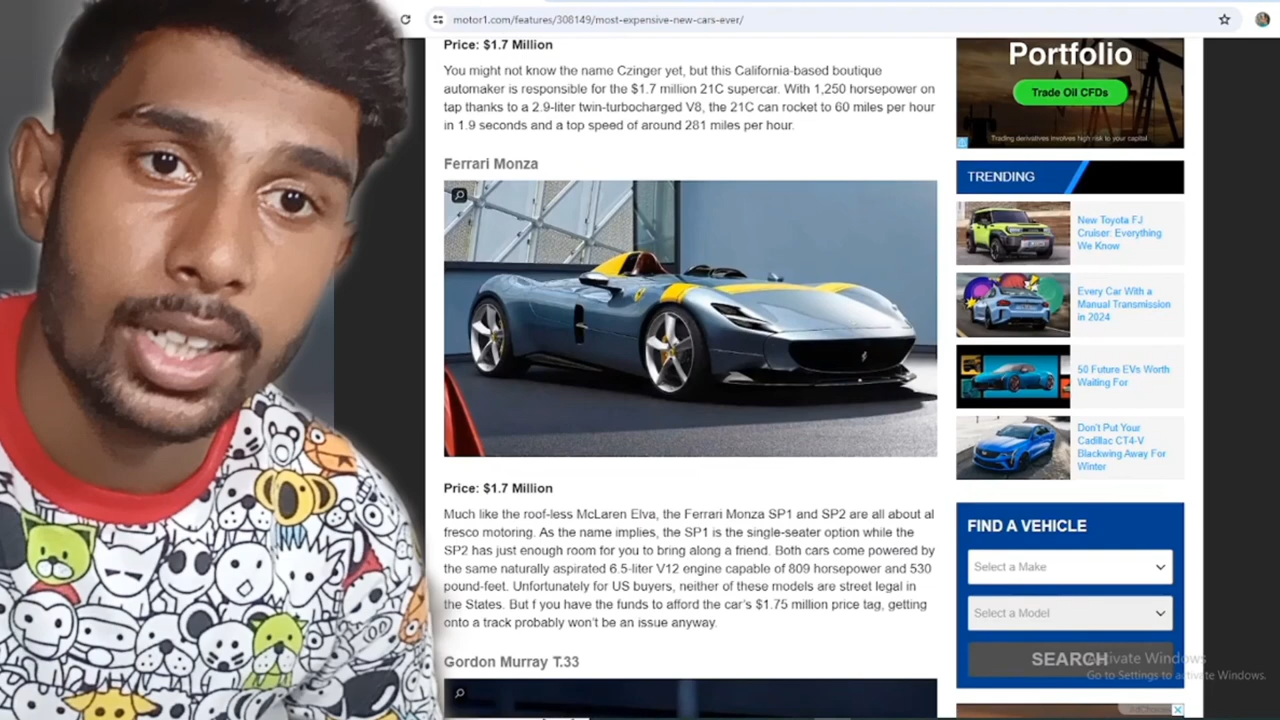 motor1.com/features/308149/most-expensive-new-cars-ever/
Price: $1.7 Million
You might not know the name Czinger yet, but this California-based boutique
automaker is responsible for the $1.7 million 21C supercar. With 1,250 horsepower on
tap thanks to a 2.9-liter twin-turbocharged V8, the 21C can rocket to 60 miles per hour
in 1.9 seconds and a top speed of around 281 miles per hour.
Ferrari Monza
Price: $1.7 Million
Much like the roof-less McLaren Elva, the Ferrari Monza SP1 and SP2 are all about al
fresco motoring. As the name implies, the SP1 is the single-seater option while the
SP2 has just enough room for you to bring along a friend. Both cars come powered by
the same naturally aspirated 6.5-liter V12 engine capable of 809 horsepower and 530
pound-feet. Unfortunately for US buyers, neither of these models are street legal in
the States. But f you have the funds to afford the car's $1.75 million price tag, getting
onto a track probably won't be an issue anyway.
Gordon Murray T.33
Portfolio
Trade Oil CFDs
Trading derivatives involves high risk to your capital
TRENDING
New Toyota FJ
Cruiser: Everything
We Know
Every Car With a
Manual Transmission
in 2024
50 Future EVs Worth
Waiting For
Don't Put Your
Cadillac CT4-V
Blackwing Away For
Winter
FIND A VEHICLE
Select a Make
Select a Model
SEARCH
Activate Windows
Go to Settings to activate Windows.
AdChoices